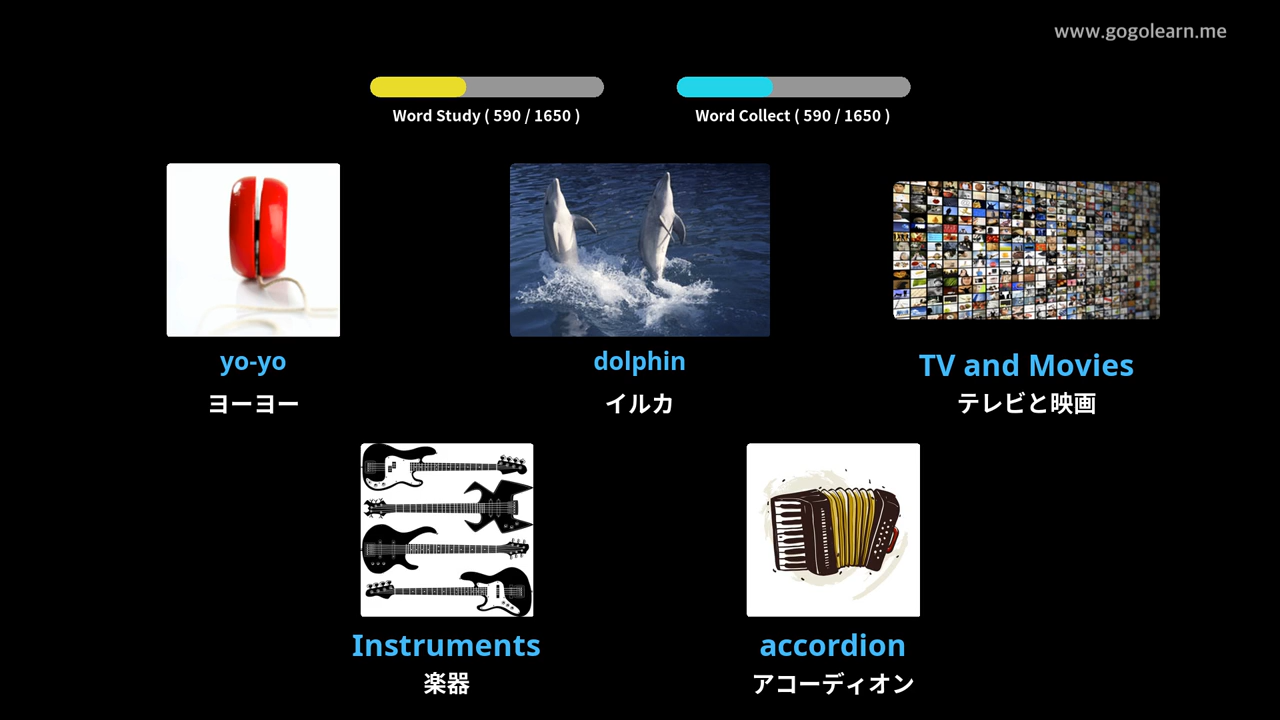 www.gogolearn.me
Word Study ( 590 / 1650 )
Word Collect ( 590 / 1650 )
yo-yo
ヨーヨー
dolphin
イルカ
TV and Movies
テレビと映画
Instruments
楽器
accordion
アコーディオン